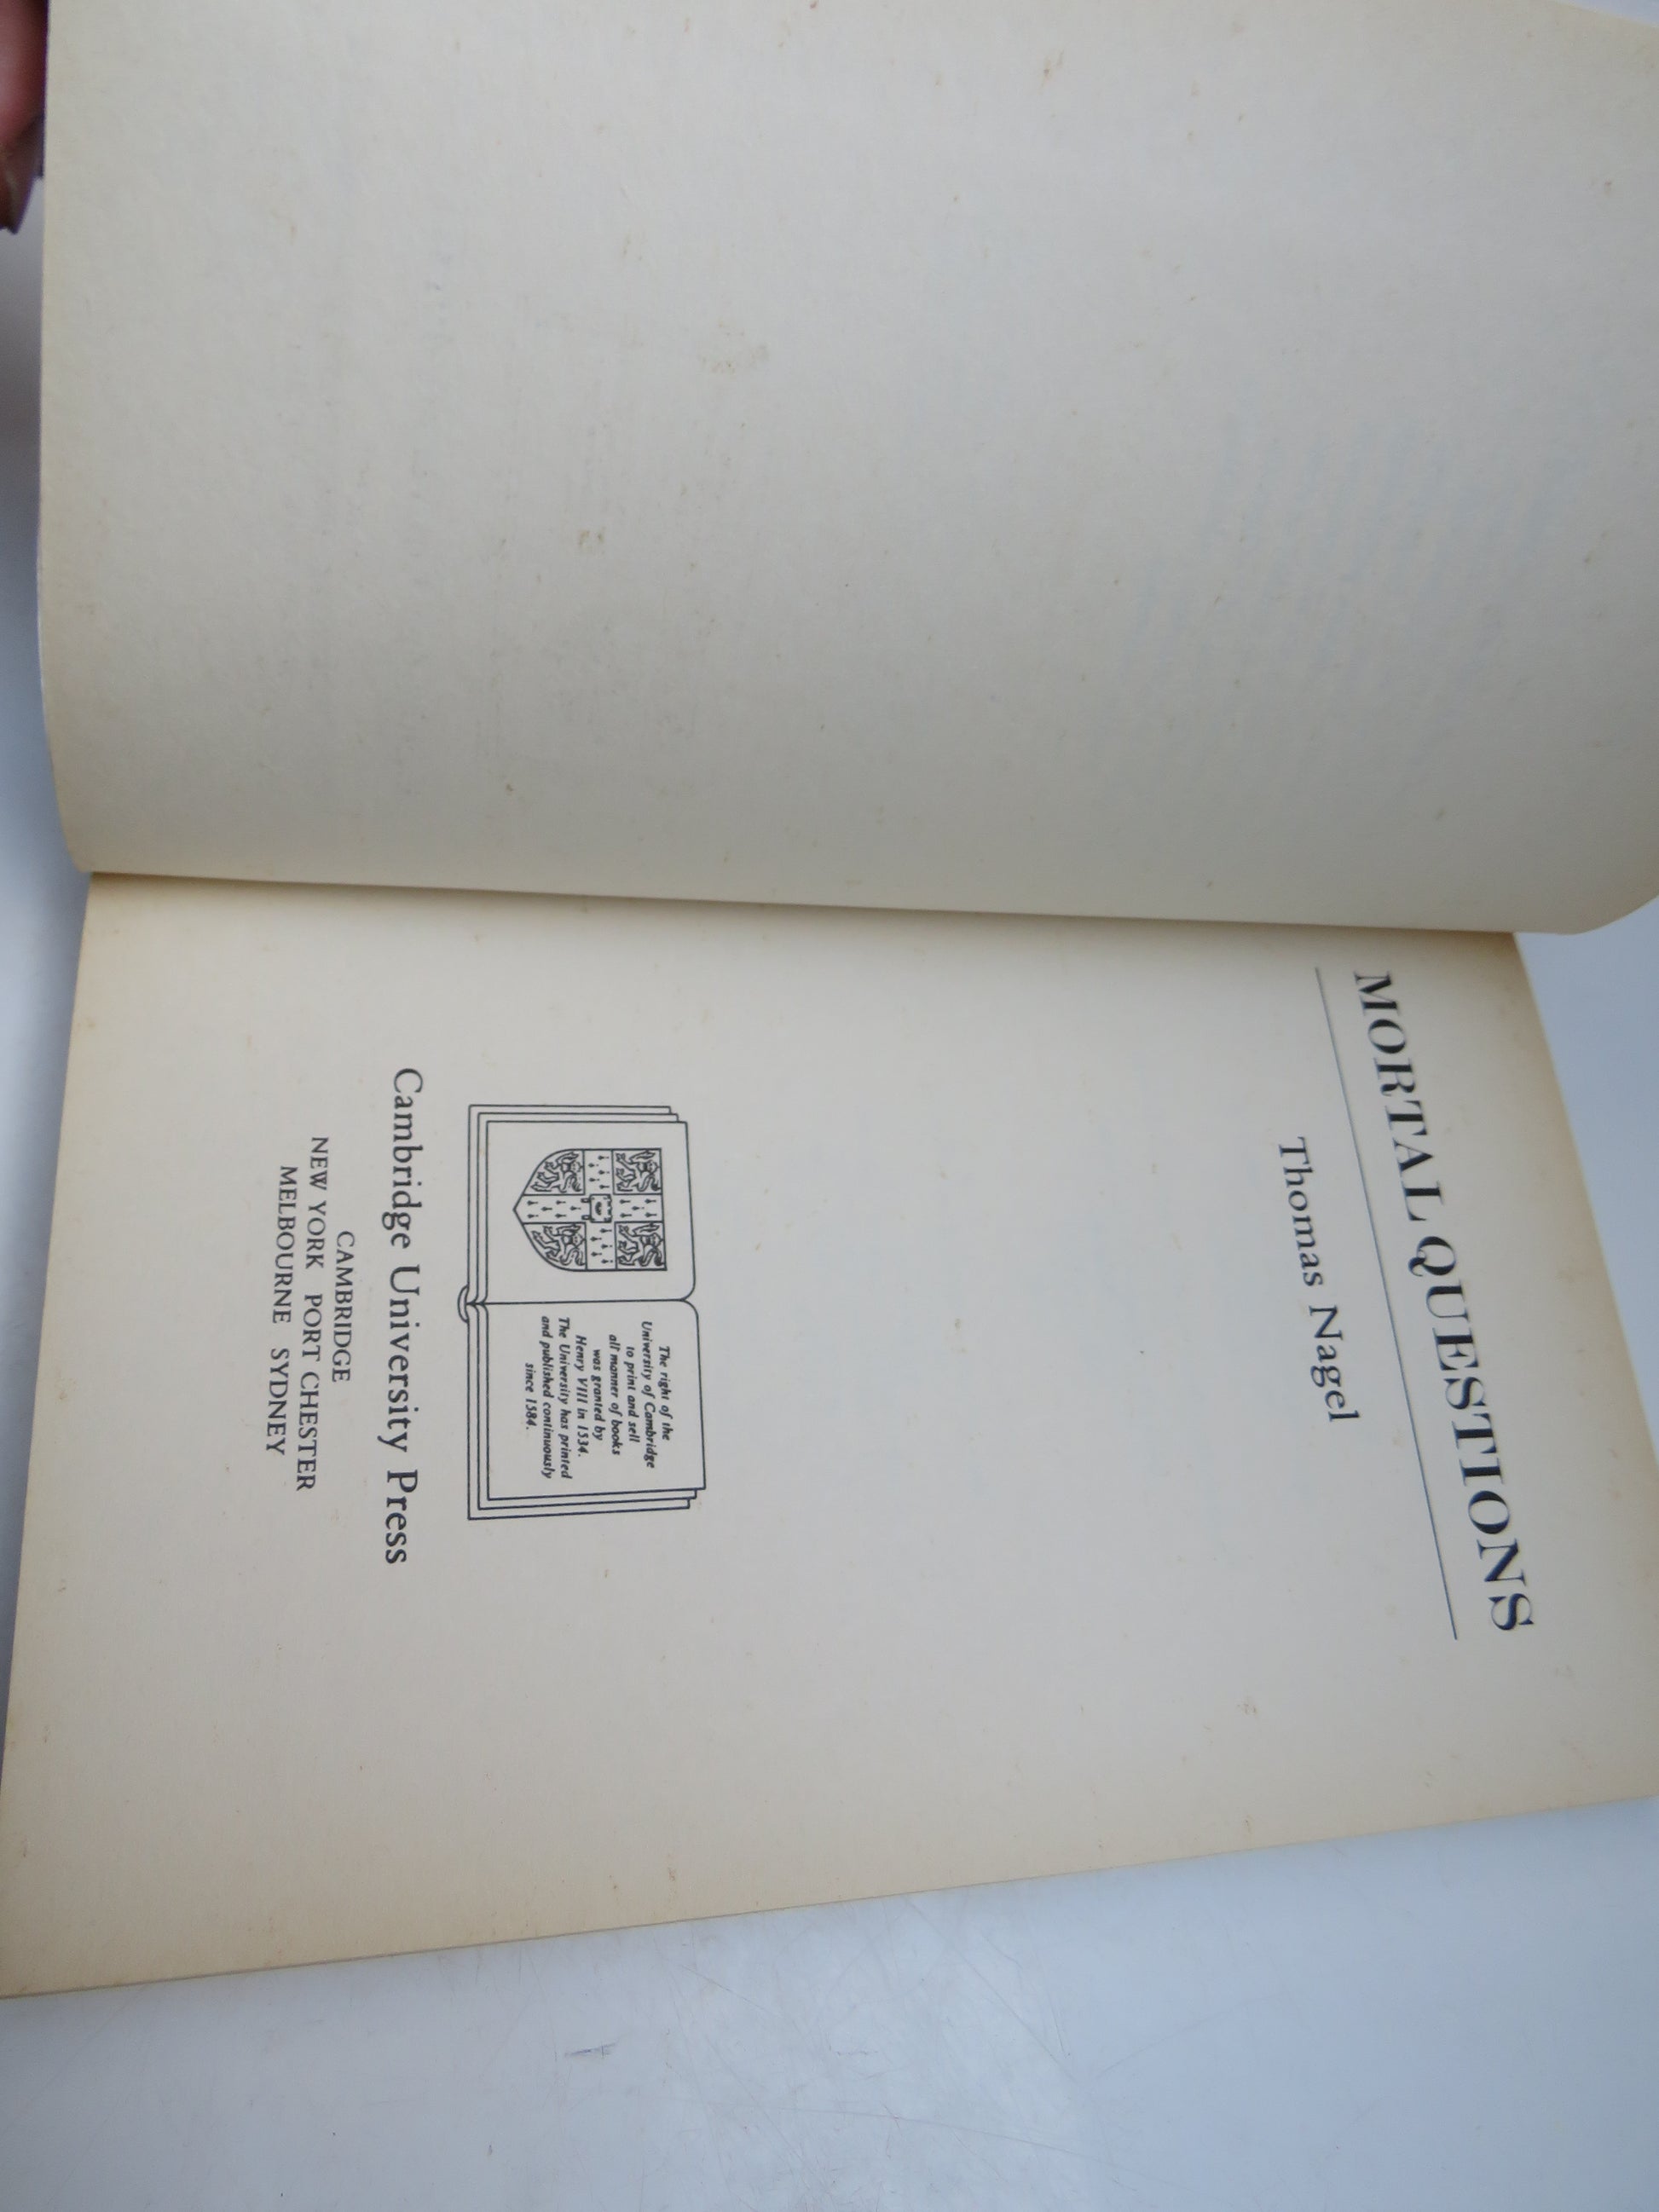 MORTAL QUESTIONS
Thomas Nagel
The right of the
University of Cambridge
to print and sell
all manner of books
was granted by
Henry VIII in 1534.
The University has printed
and published continuously
since 1584.
Cambridge University Press
CAMBRIDGE
NEW YORK PORT CHESTER
MELBOURNE SYDNEY